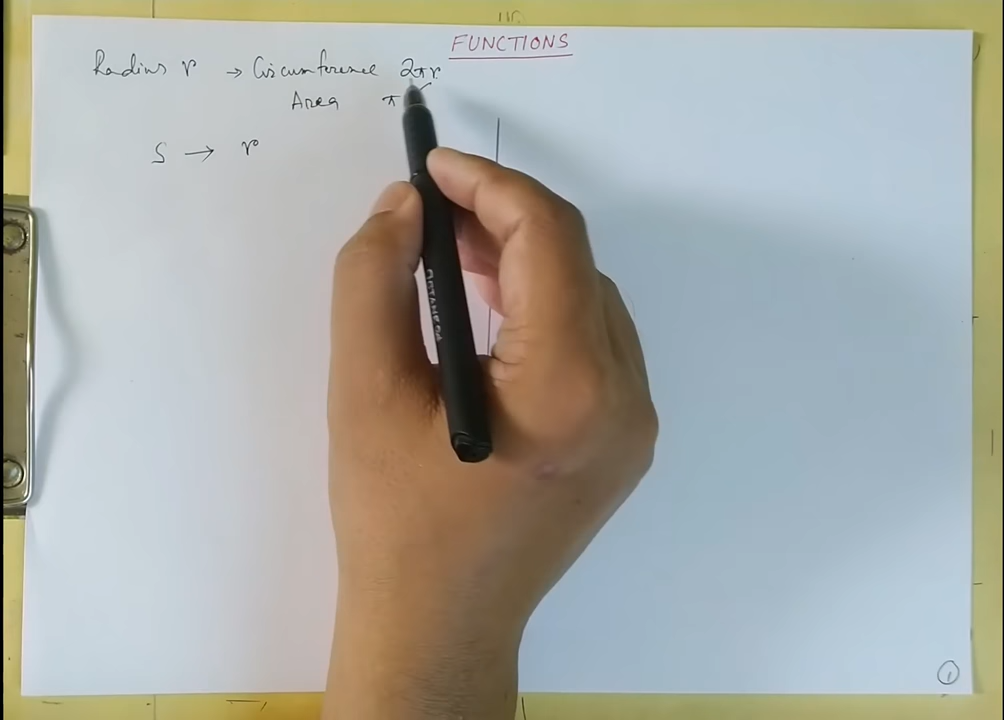 FUNCTIONS
Radius r → Circumference 2πr
Area π
S → r
1